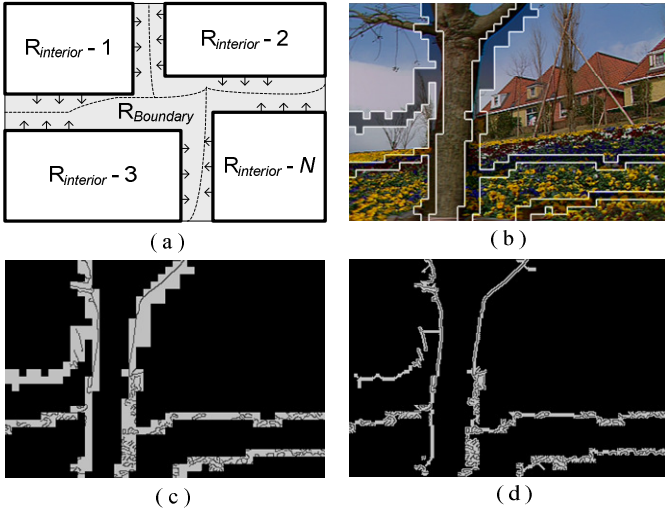 R_interior - 1
R_interior - 2
R_Boundary
R_interior - 3
R_interior - N
( a )
( b )
( c )
( d )